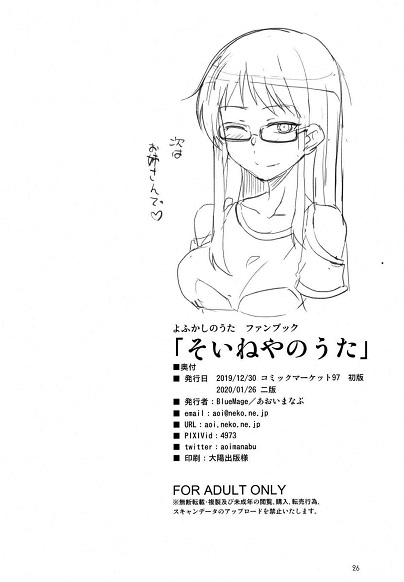 次は
お姉さんで♡
よふかしのうた　ファンブック
「そいねやのうた」
■奥付
■ 発行日　2019/12/30 コミックマーケット97　初版
2020/01/26 二版
■ 発行者：BlueMage／あおいまなぶ
■ email：aoi@neko.ne.jp
■ URL：aoi.neko.ne.jp
■ PIXIVid：4973
■ twitter：aoimanabu
■ 印刷：大陽出版様
FOR ADULT ONLY
※無断転載・複製及び未成年の閲覧、購入、転売行為、
スキャンデータのアップロードを禁止いたします。
26